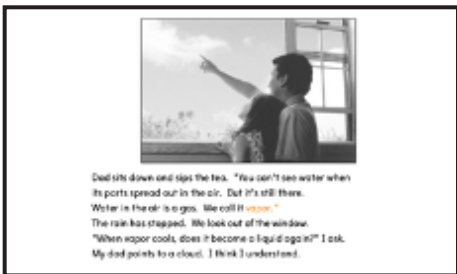 Dad sits down and sips the tea. "You can't see water when
its parts spread out in the air. But it's still there.
Water in the air is a gas. We call it vapor."
The rain has stopped. We look out of the window.
"When vapor cools, does it become a liquid again?" I ask.
My dad points to a cloud. I think I understand.